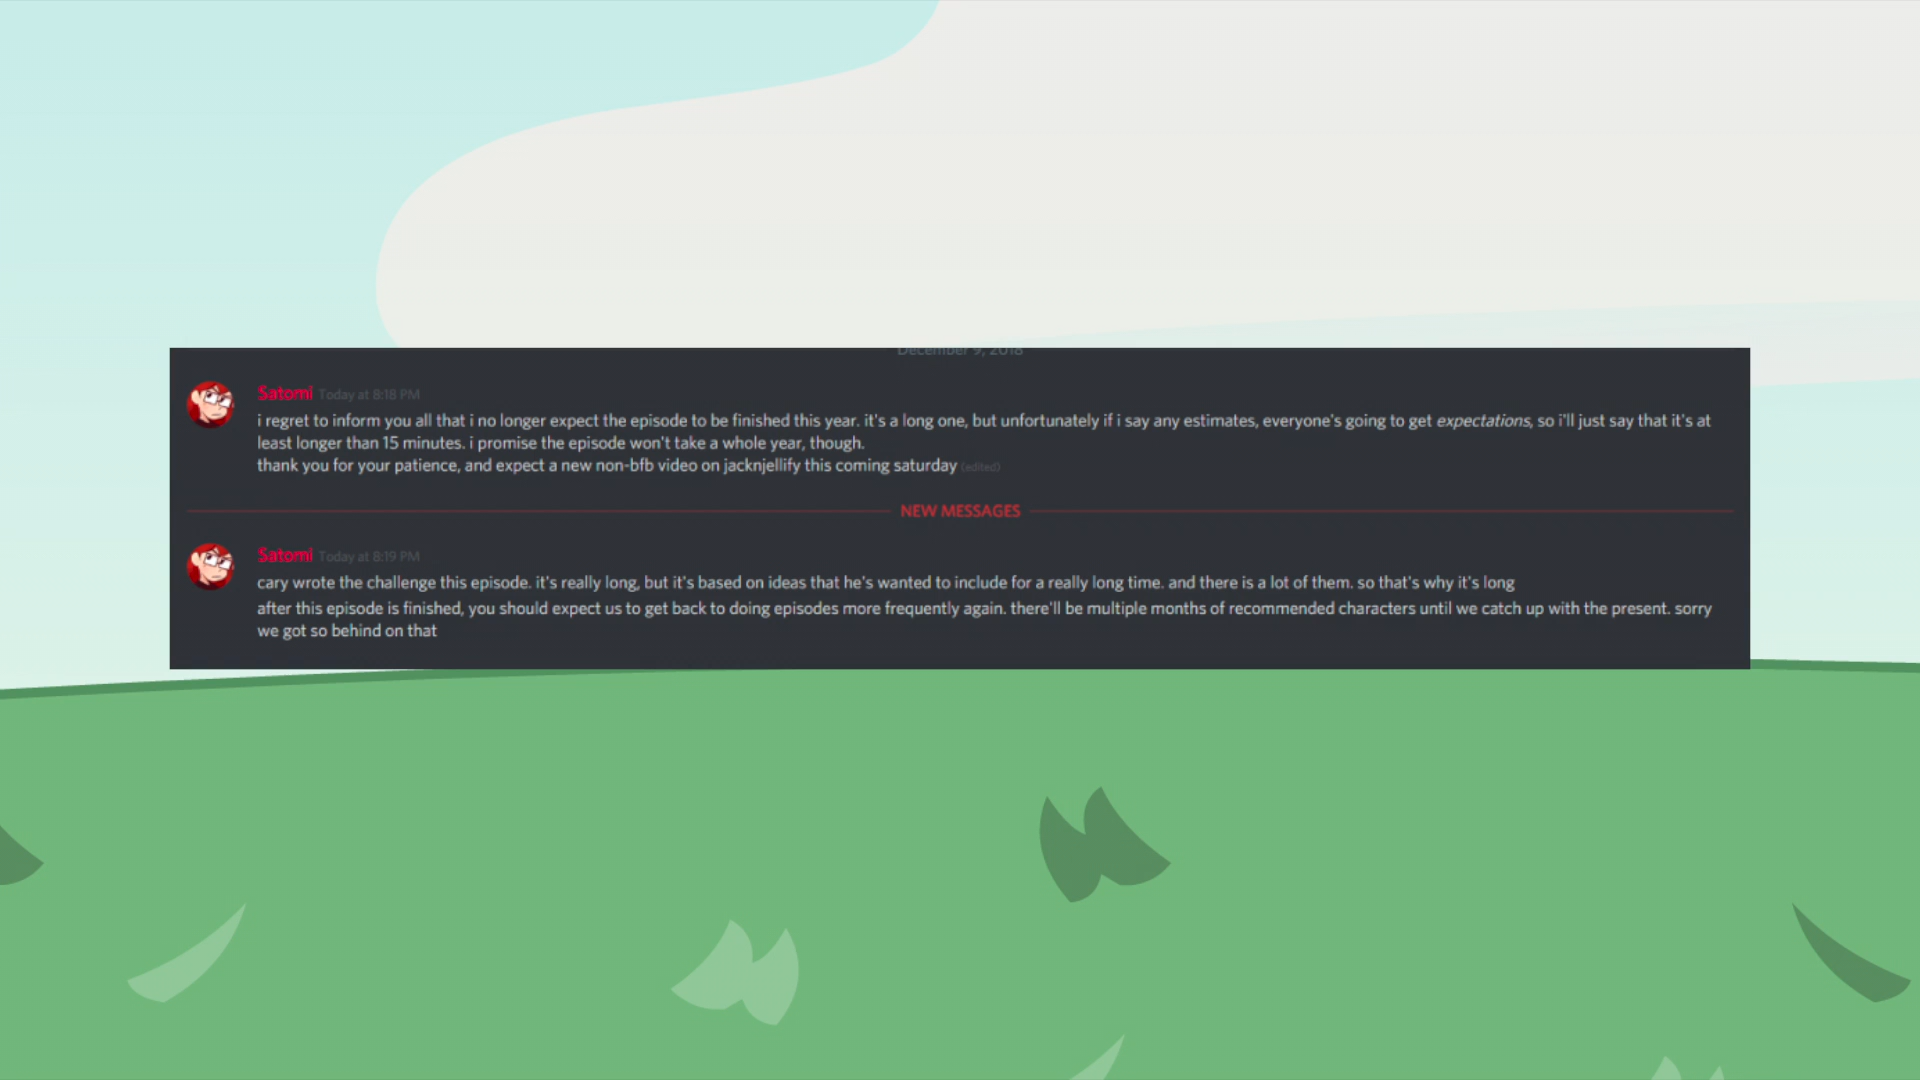 December 9, 2018
Satomi Today at 8:18 PM
i regret to inform you all that i no longer expect the episode to be finished this year. it's a long one, but unfortunately if i say any estimates, everyone's going to get expectations, so i'll just say that it's at
least longer than 15 minutes. i promise the episode won't take a whole year, though.
thank you for your patience, and expect a new non-bfb video on jacknjellify this coming saturday (edited)
NEW MESSAGES
Satomi Today at 8:19 PM
cary wrote the challenge this episode. it's really long, but it's based on ideas that he's wanted to include for a really long time. and there is a lot of them. so that's why it's long
after this episode is finished, you should expect us to get back to doing episodes more frequently again. there'll be multiple months of recommended characters until we catch up with the present. sorry
we got so behind on that